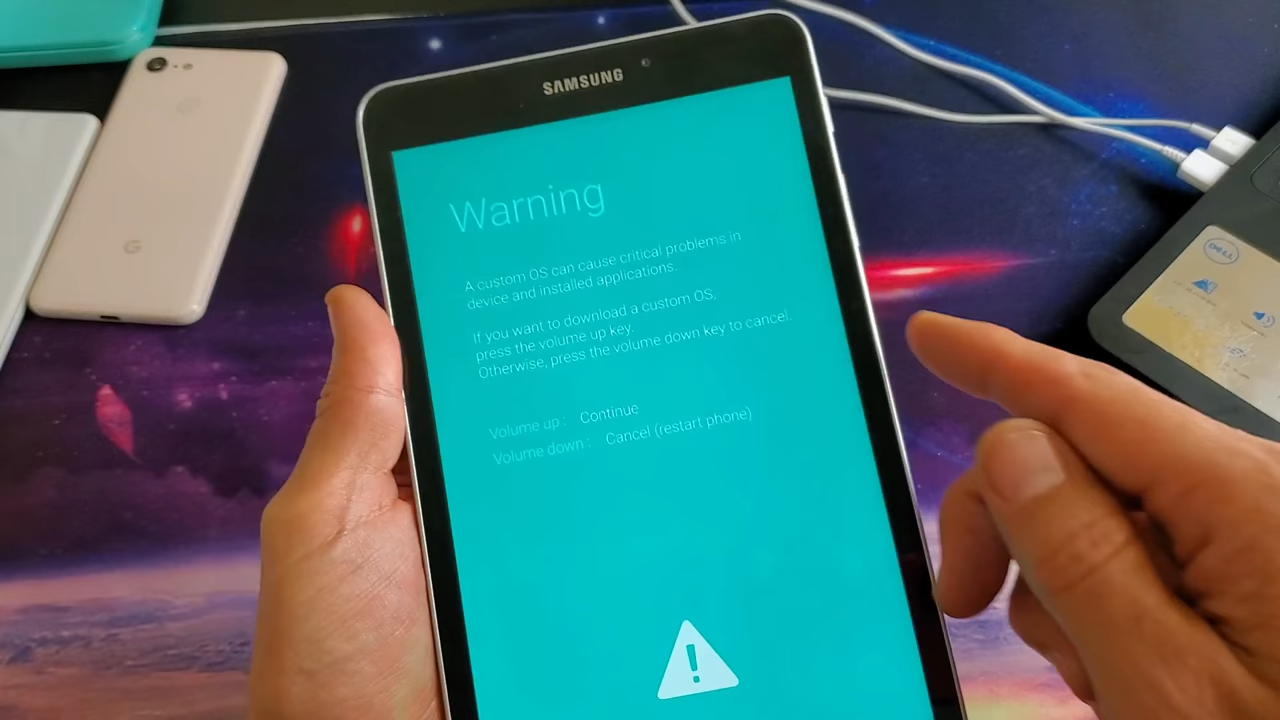 SAMSUNG
Warning
A custom OS can cause critical problems in
device and installed applications.
If you want to download a custom OS,
press the volume up key.
Otherwise, press the volume down key to cancel.
Volume up : Continue
Volume down : Cancel (restart phone)
G
DELL